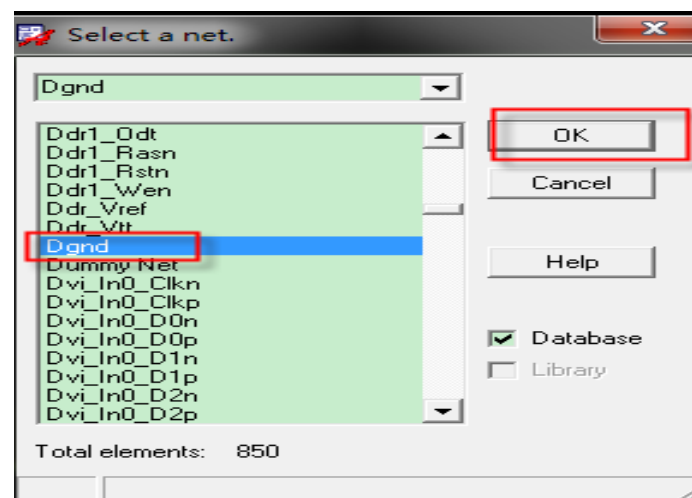 Select a net.
Dgnd
Ddr1_Odt
Ddr1_Rasn
Ddr1_Rstn
Ddr1_Wen
Ddr_Vref
Ddr_Vtt
Dgnd
Dummy Net
Dvi_In0_Clkn
Dvi_In0_Clkp
Dvi_In0_D0n
Dvi_In0_D0p
Dvi_In0_D1n
Dvi_In0_D1p
Dvi_In0_D2n
Dvi_In0_D2p
OK
Cancel
Help
Database
Library
Total elements: 850